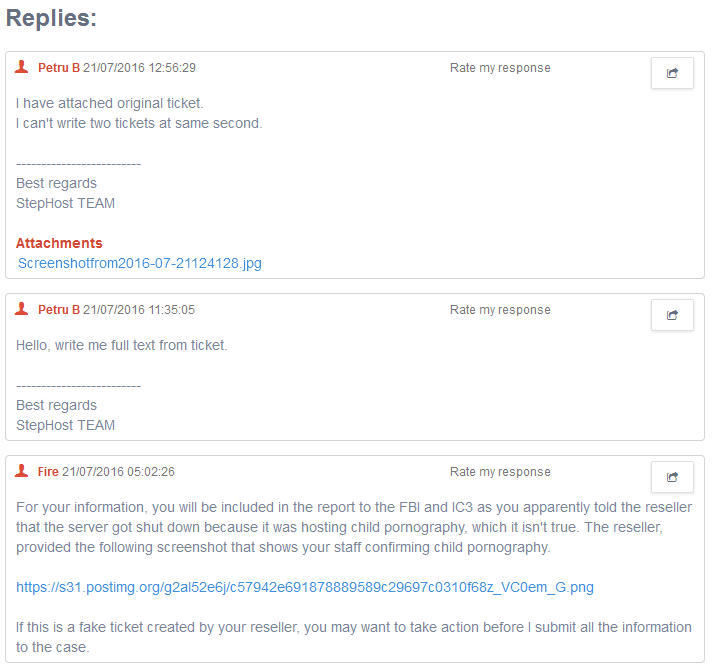 Replies:
Petru B 21/07/2016 12:56:29
Rate my response
I have attached original ticket.
I can't write two tickets at same second.
--------------------------
Best regards
StepHost TEAM
Attachments
Screenshotfrom2016-07-21124128.jpg
Petru B 21/07/2016 11:35:05
Rate my response
Hello, write me full text from ticket.
--------------------------
Best regards
StepHost TEAM
Fire 21/07/2016 05:02:26
Rate my response
For your information, you will be included in the report to the FBI and IC3 as you apparently told the reseller
that the server got shut down because it was hosting child pornography, which it isn't true. The reseller,
provided the following screenshot that shows your staff confirming child pornography.
https://s31.postimg.org/g2al52e6j/c57942e691878889589c29697c0310f68z_VC0em_G.png
If this is a fake ticket created by your reseller, you may want to take action before I submit all the information
to the case.